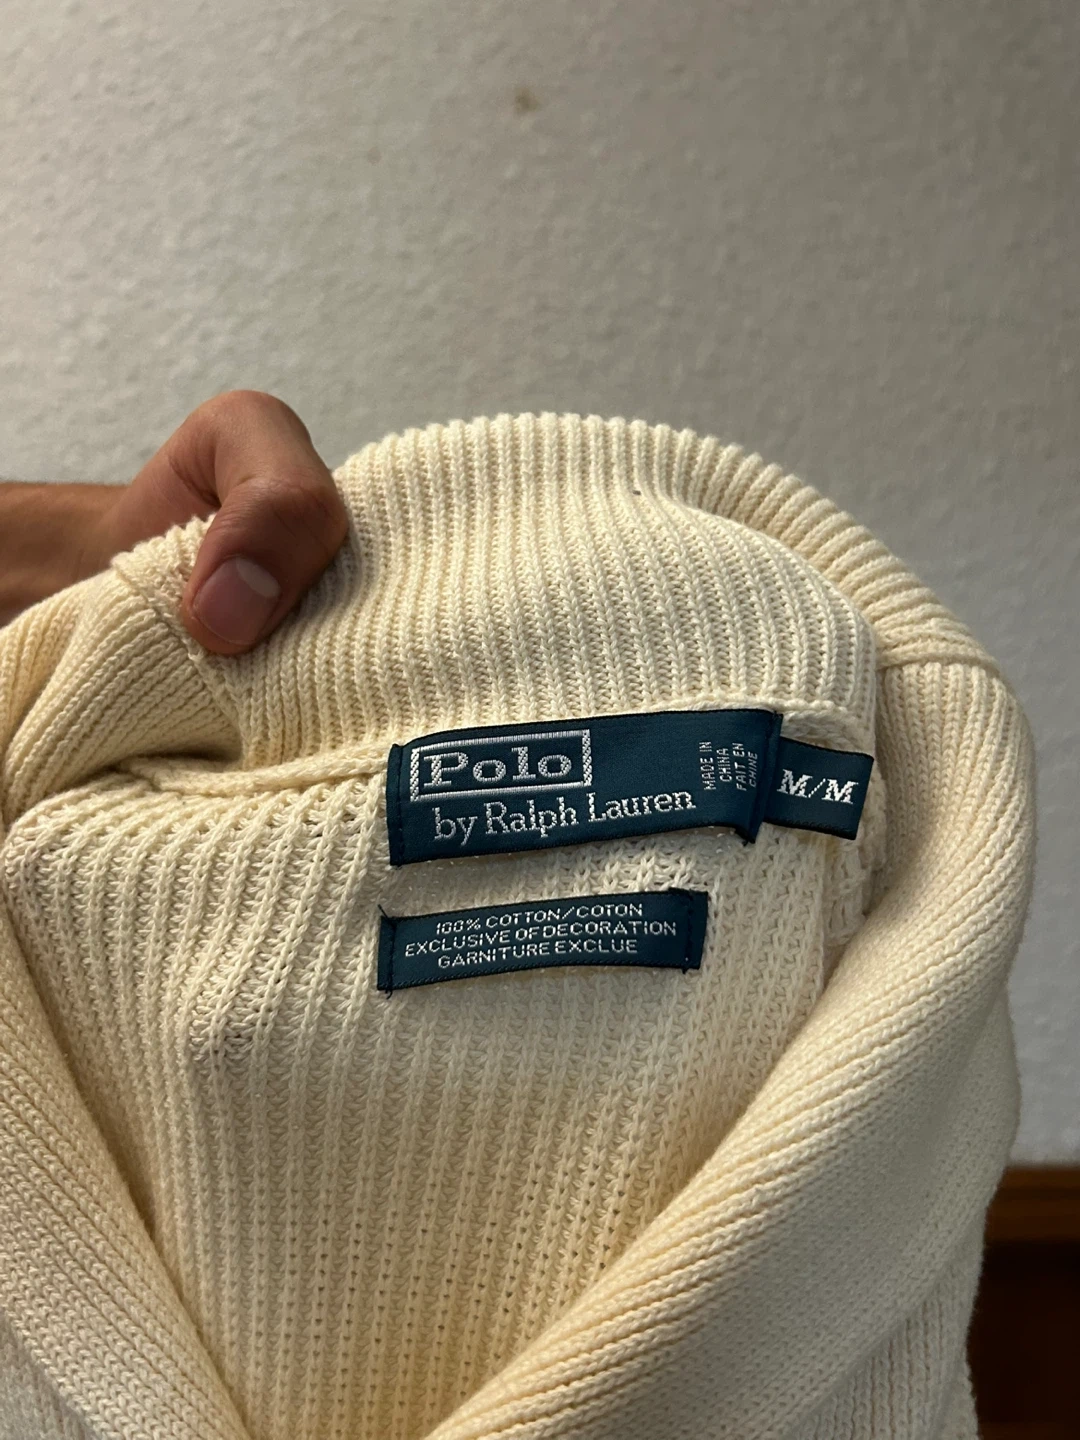 Polo
by Ralph Lauren
MADE IN
CHINA
FAIT EN
CHINE
M/M
100% COTTON/COTON
EXCLUSIVE OF DECORATION
GARNITURE EXCLUE